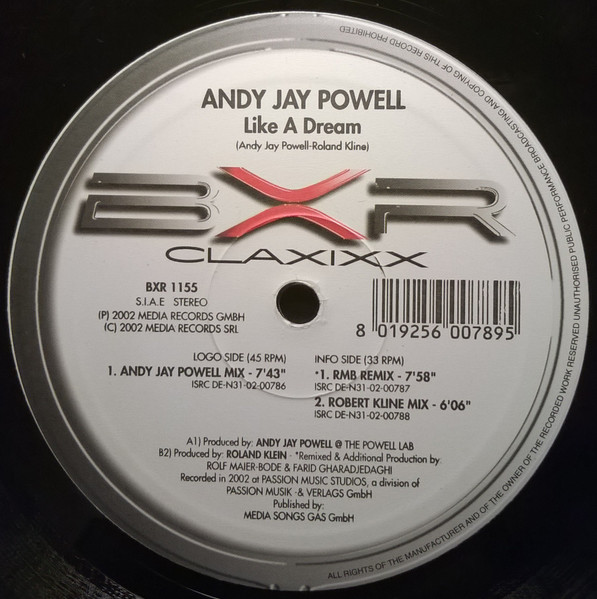 ANDY JAY POWELL
Like A Dream
(Andy Jay Powell-Roland Kline)
BXR
CLAXIXX
BXR 1155
S.I.A.E STEREO
(P) 2002 MEDIA RECORDS GMBH
(C) 2002 MEDIA RECORDS SRL
8 019256 007895
LOGO SIDE (45 RPM)
1. ANDY JAY POWELL MIX - 7'43"
ISRC DE-N31-02-00786
INFO SIDE (33 RPM)
*1. RMB REMIX - 7'58"
ISRC DE-N31-02-00787
2. ROBERT KLINE MIX - 6'06"
ISRC DE-N31-02-00788
A1) Produced by: ANDY JAY POWELL @ THE POWELL LAB
B2) Produced by: ROLAND KLEIN - *Remixed & Additional Production by:
ROLF MAIER-BODE & FARID GHARADJEDAGHI
Recorded in 2002 at PASSION MUSIC STUDIOS, a division of
PASSION MUSIK -& VERLAGS GmbH
Published by:
MEDIA SONGS GAS GmbH
ALL RIGHTS OF THE MANUFACTURER AND OF THE OWNER OF THE RECORDED WORK RESERVED UNAUTHORISED PUBLIC PERFORMANCE BROADCASTING AND COPYING OF THIS RECORD PROHIBITED